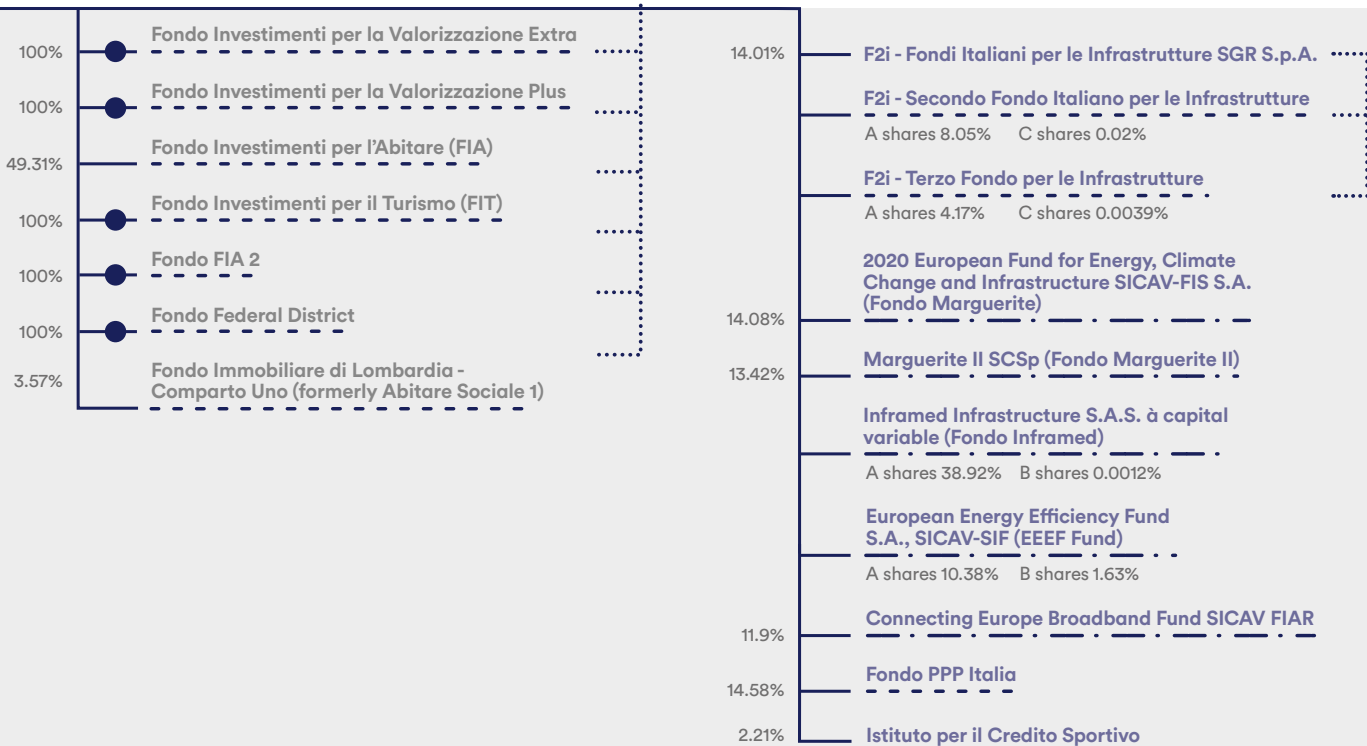 100%
Fondo Investimenti per la Valorizzazione Extra
100%
Fondo Investimenti per la Valorizzazione Plus
49.31%
Fondo Investimenti per l'Abitare (FIA)
100%
Fondo Investimenti per il Turismo (FIT)
100%
Fondo FIA 2
100%
Fondo Federal District
3.57%
Fondo Immobiliare di Lombardia -
Comparto Uno (formerly Abitare Sociale 1)
14.01%
F2i - Fondi Italiani per le Infrastrutture SGR S.p.A.
F2i - Secondo Fondo Italiano per le Infrastrutture
A shares 8.05% C shares 0.02%
F2i - Terzo Fondo per le Infrastrutture
A shares 4.17% C shares 0.0039%
2020 European Fund for Energy, Climate
Change and Infrastructure SICAV-FIS S.A.
(Fondo Marguerite)
14.08%
Marguerite II SCSp (Fondo Marguerite II)
13.42%
Inframed Infrastructure S.A.S. à capital
variable (Fondo Inframed)
A shares 38.92% B shares 0.0012%
European Energy Efficiency Fund
S.A., SICAV-SIF (EEEF Fund)
A shares 10.38% B shares 1.63%
Connecting Europe Broadband Fund SICAV FIAR
11.9%
Fondo PPP Italia
14.58%
2.21%
Istituto per il Credito Sportivo